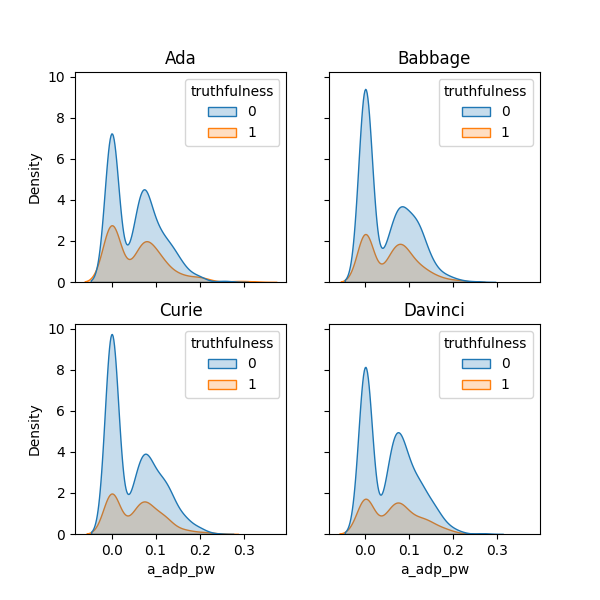 Ada
Babbage
10
8
6
4
2
0
Density
truthfulness
0
1
truthfulness
0
1
Curie
Davinci
10
8
6
4
2
0
Density
truthfulness
0
1
truthfulness
0
1
0.0 0.1 0.2 0.3
a_adp_pw
0.0 0.1 0.2 0.3
a_adp_pw